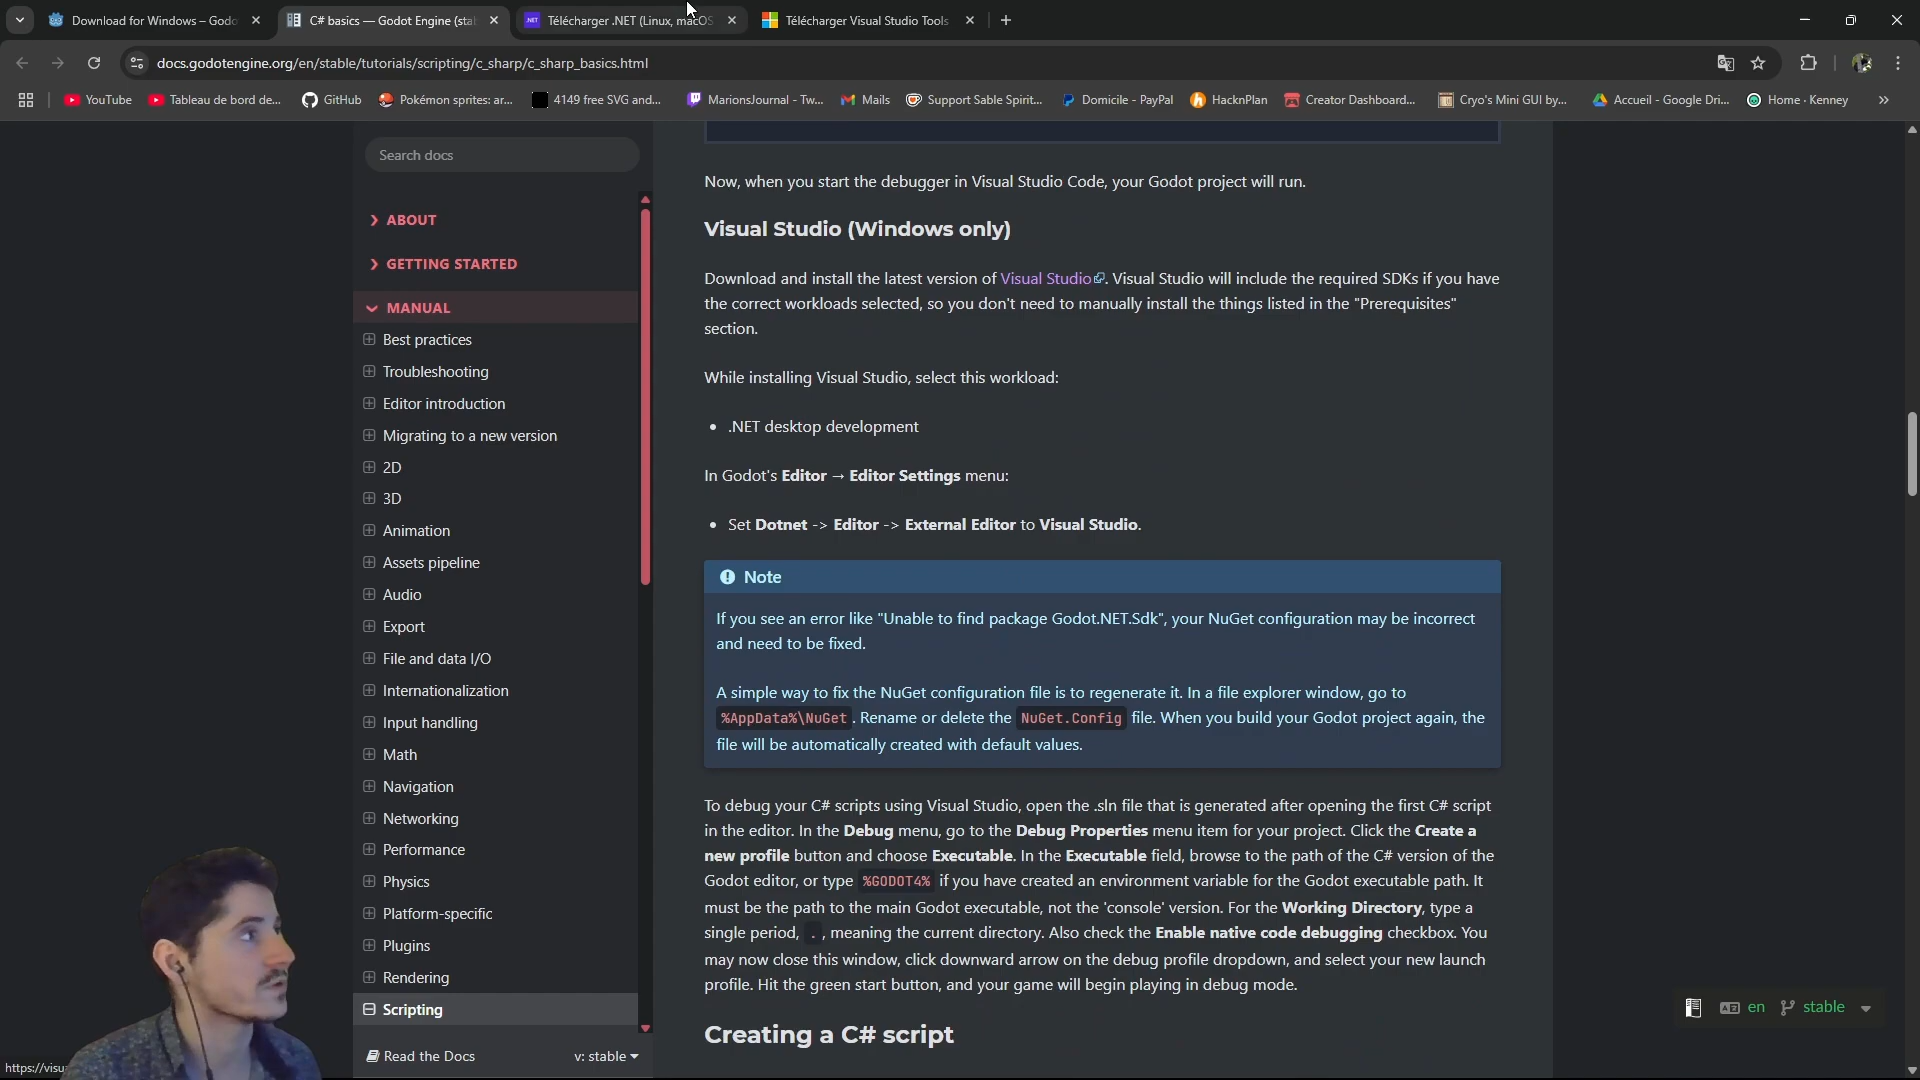 Download for Windows – Godo
C# basics — Godot Engine (sta
Télécharger .NET (Linux, macOS
Télécharger Visual Studio Tools
docs.godotengine.org/en/stable/tutorials/scripting/c_sharp/c_sharp_basics.html
YouTube
Tableau de bord de...
GitHub
Pokémon sprites: ar...
4149 free SVG and...
MarionsJournal - Tw...
Mails
Support Sable Spirit...
Domicile - PayPal
HacknPlan
Creator Dashboard...
Cryo's Mini GUI by...
Accueil - Google Dri...
Home · Kenney
Search docs
ABOUT
GETTING STARTED
MANUAL
Best practices
Troubleshooting
Editor introduction
Migrating to a new version
2D
3D
Animation
Assets pipeline
Audio
Export
File and data I/O
Internationalization
Input handling
Math
Navigation
Networking
Performance
Physics
Platform-specific
Plugins
Rendering
Scripting
Read the Docs
v: stable
Now, when you start the debugger in Visual Studio Code, your Godot project will run.
Visual Studio (Windows only)
Download and install the latest version of Visual Studio. Visual Studio will include the required SDKs if you have
the correct workloads selected, so you don't need to manually install the things listed in the "Prerequisites"
section.
While installing Visual Studio, select this workload:
• .NET desktop development
In Godot's Editor → Editor Settings menu:
• Set Dotnet -> Editor -> External Editor to Visual Studio.
Note
If you see an error like "Unable to find package Godot.NET.Sdk", your NuGet configuration may be incorrect
and need to be fixed.
A simple way to fix the NuGet configuration file is to regenerate it. In a file explorer window, go to
%AppData%\NuGet. Rename or delete the NuGet.Config file. When you build your Godot project again, the
file will be automatically created with default values.
To debug your C# scripts using Visual Studio, open the .sln file that is generated after opening the first C# script
in the editor. In the Debug menu, go to the Debug Properties menu item for your project. Click the Create a
new profile button and choose Executable. In the Executable field, browse to the path of the C# version of the
Godot editor, or type %GODOT4% if you have created an environment variable for the Godot executable path. It
must be the path to the main Godot executable, not the 'console' version. For the Working Directory, type a
single period, ., meaning the current directory. Also check the Enable native code debugging checkbox. You
may now close this window, click downward arrow on the debug profile dropdown, and select your new launch
profile. Hit the green start button, and your game will begin playing in debug mode.
Creating a C# script
en
stable
https://visu